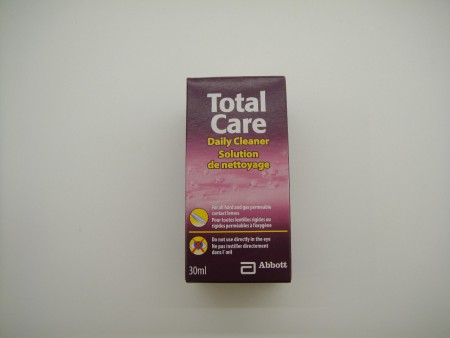 Total
Care
Daily Cleaner
Solution
de nettoyage
For all hard and gas permeable
contact lenses
Pour toutes lentilles rigides ou
rigides perméables à l'oxygène
Do not use directly in the eye
Ne pas instiller directement
dans l'œil
30ml
Abbott